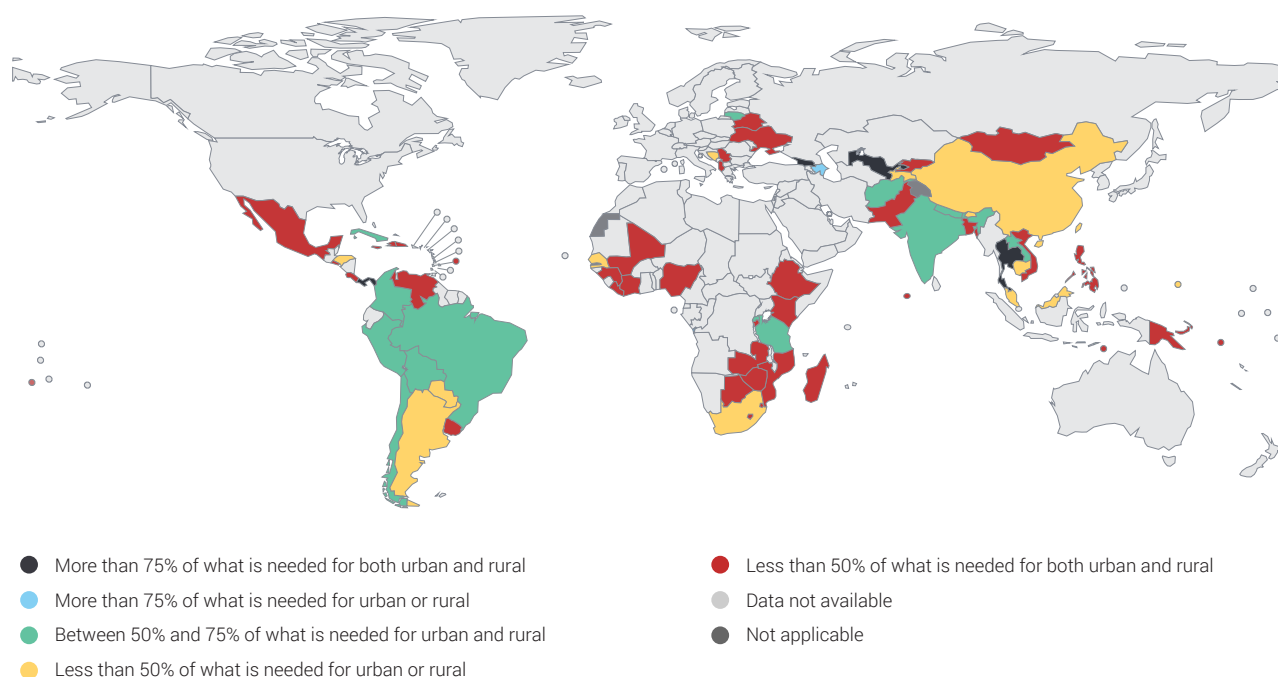 More than 75% of what is needed for both urban and rural
More than 75% of what is needed for urban or rural
Between 50% and 75% of what is needed for urban and rural
Less than 50% of what is needed for urban or rural
Less than 50% of what is needed for both urban and rural
Data not available
Not applicable